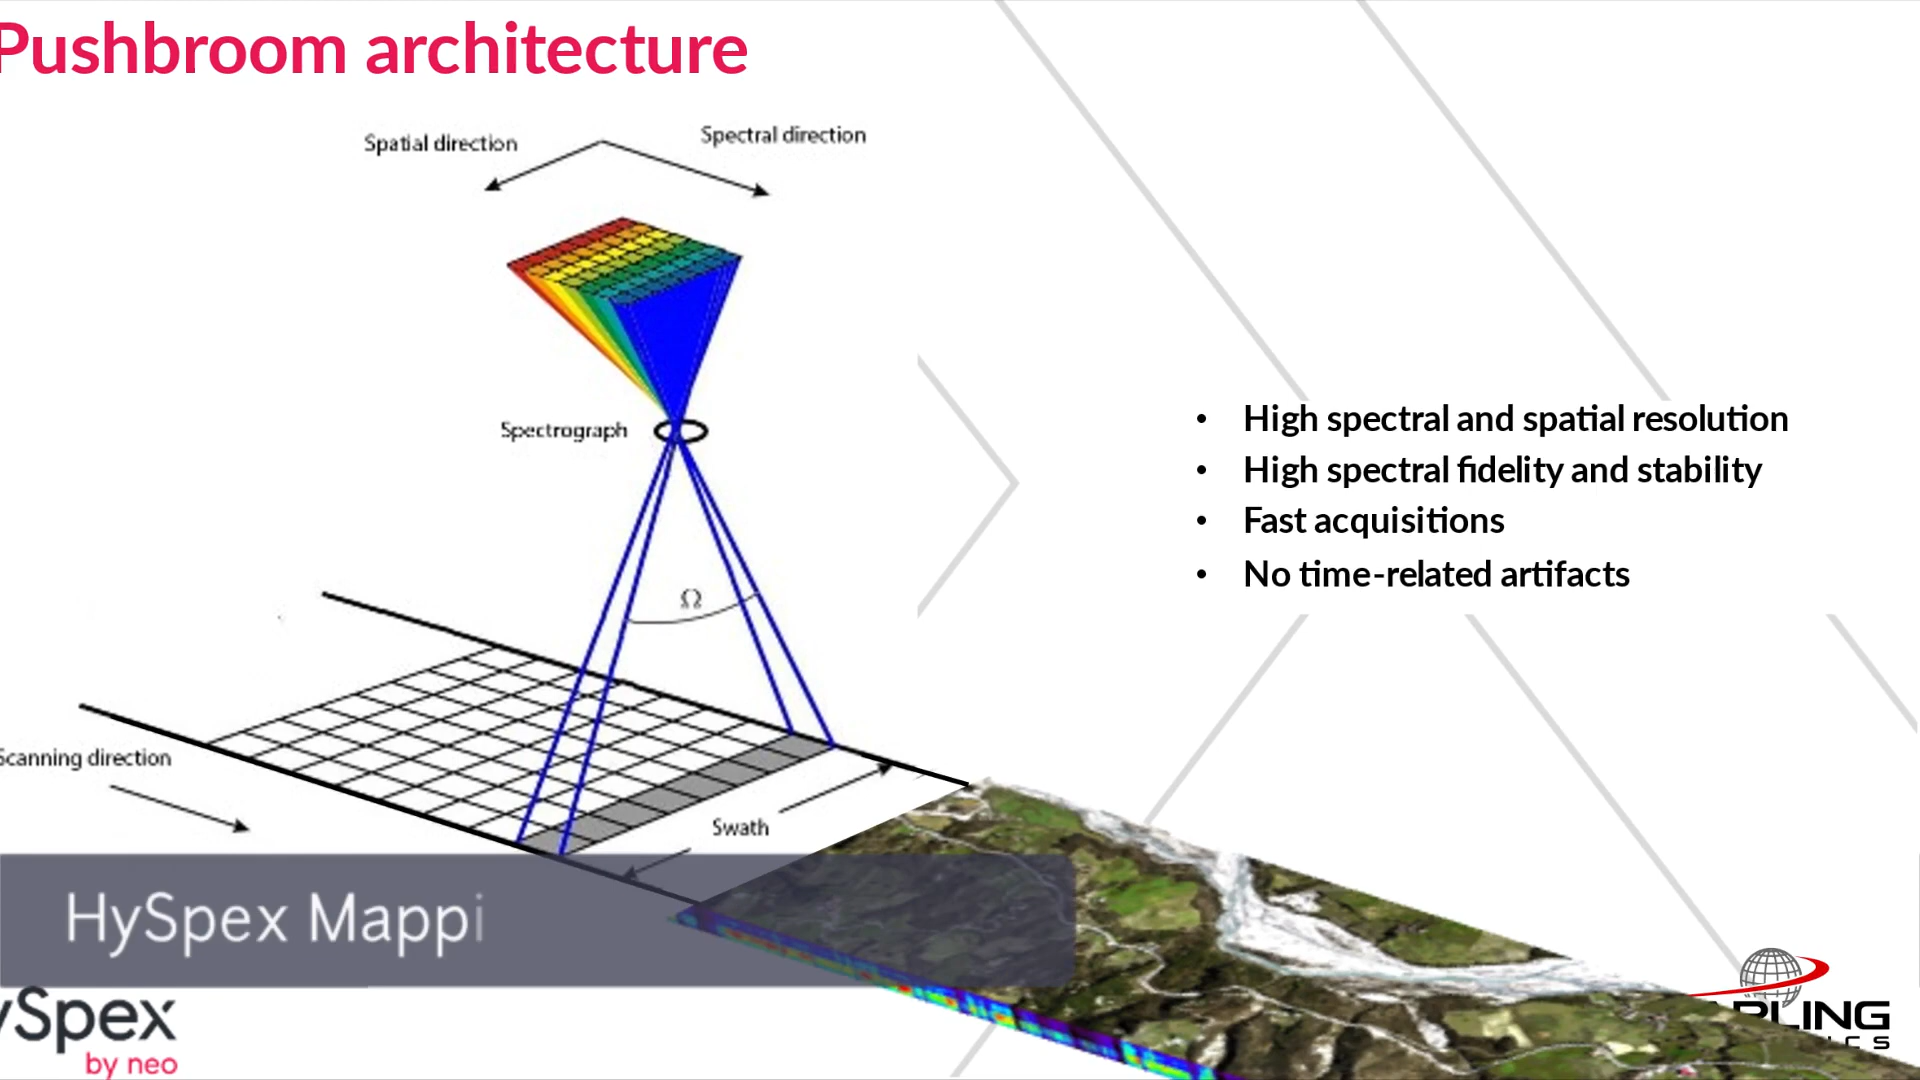 Pushbroom architecture
Spatial direction
Spectral direction
Spectrograph
Ω
Scanning direction
Swath
• High spectral and spatial resolution
• High spectral fidelity and stability
• Fast acquisitions
• No time-related artifacts
HySpex Mappi
ySpex
by neo